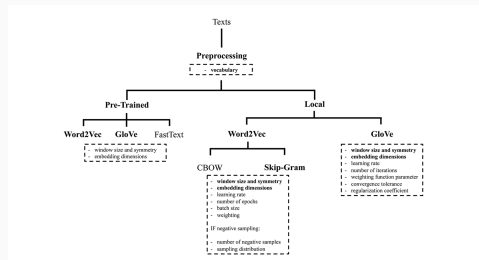 Texts
Preprocessing
- vocabulary
Pre-Trained
Local
Word2Vec GloVe FastText
- window size and symmetry
- embedding dimensions
Word2Vec
GloVe
CBOW Skip-Gram
- window size and symmetry
- embedding dimensions
- learning rate
- number of epochs
- batch size
- weighting
IF negative sampling:
- number of negative samples
- sampling distribution
- window size and symmetry
- embedding dimensions
- learning rate
- number of iterations
- weighting function parameter
- convergence tolerance
- regularization coefficient